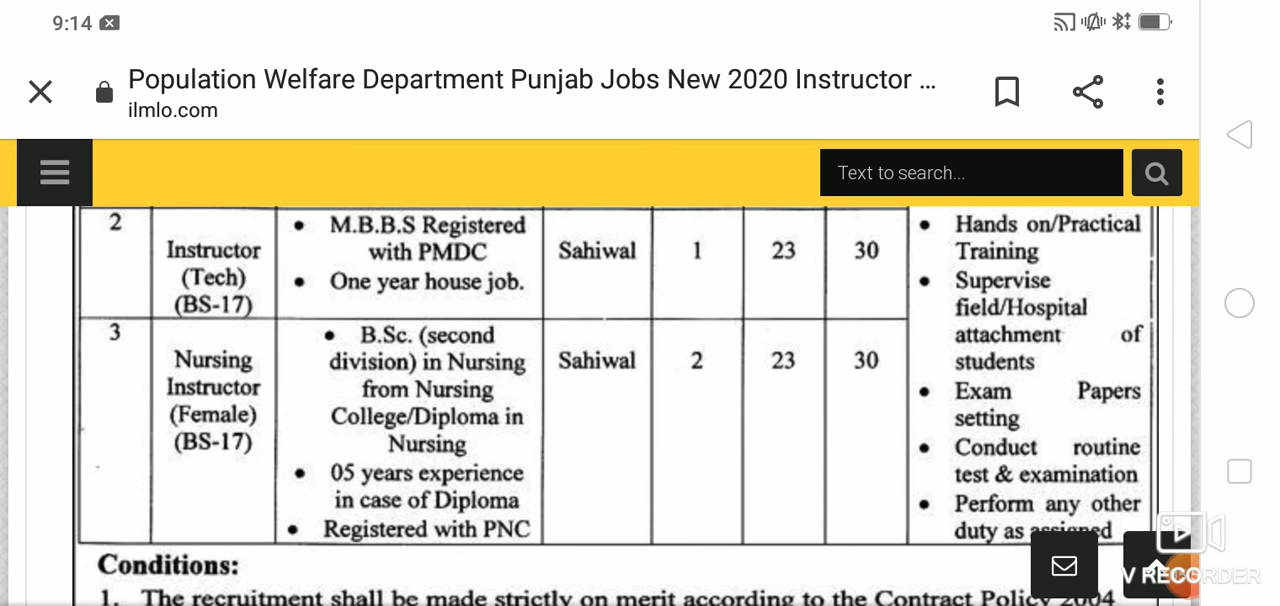 9:14
Population Welfare Department Punjab Jobs New 2020 Instructor ...
ilmlo.com
Text to search...
2
Instructor
(Tech)
(BS-17)
• M.B.B.S Registered
with PMDC
• One year house job.
Sahiwal
1
23
30
3
Nursing
Instructor
(Female)
(BS-17)
• B.Sc. (second
division) in Nursing
from Nursing
College/Diploma in
Nursing
• 05 years experience
in case of Diploma
• Registered with PNC
Sahiwal
2
23
30
• Hands on/Practical
Training
• Supervise
field/Hospital
attachment of
students
• Exam Papers
setting
• Conduct routine
test & examination
• Perform any other
duty as assigned
Conditions:
1. The recruitment shall be made strictly on merit according to the Contract Policy 2004
V RECORDER